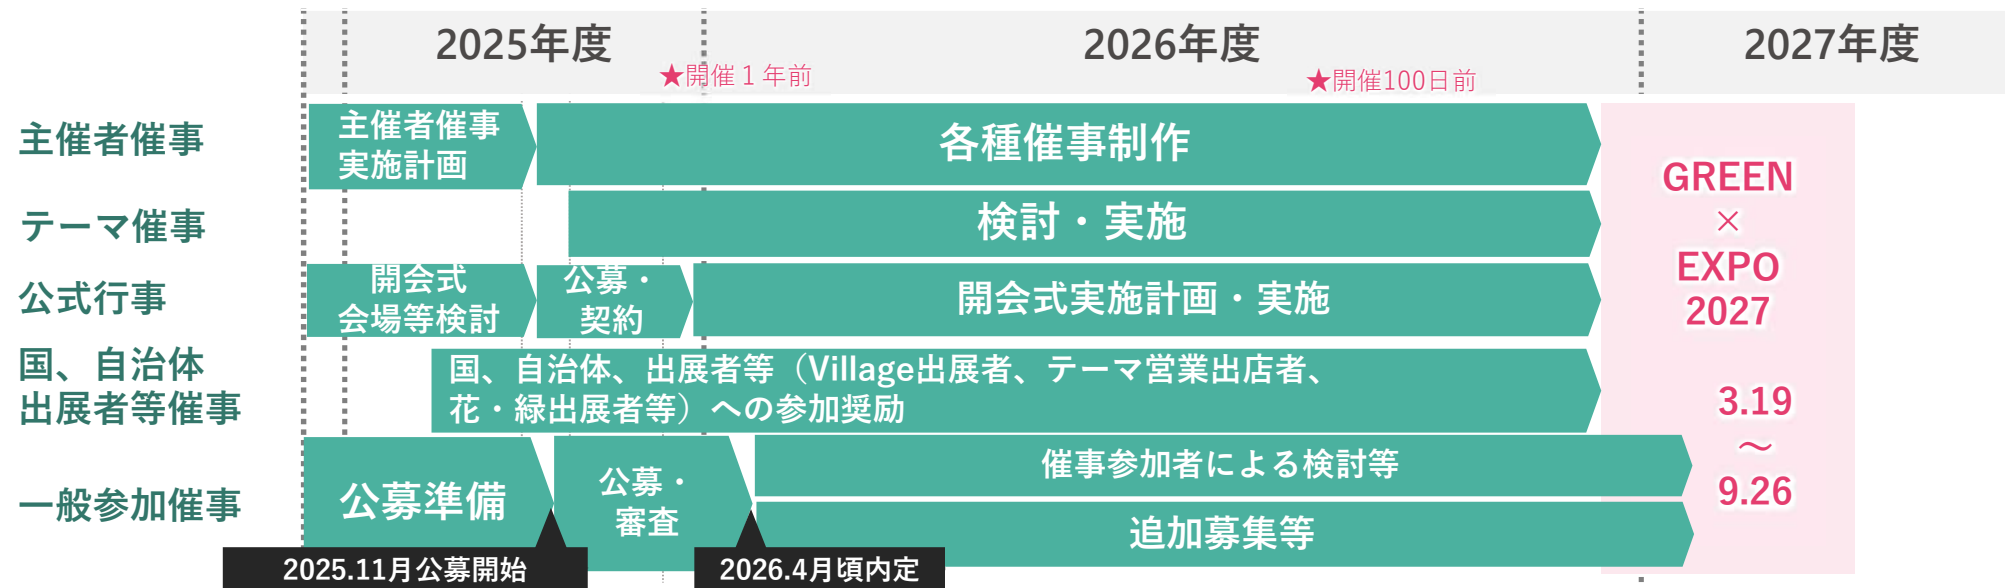 2025年度
2026年度
2027年度
★開催１年前
★開催100日前
主催者催事
主催者催事
実施計画
各種催事制作
テーマ催事
検討・実施
公式行事
開会式
会場等検討
公募・
契約
開会式実施計画・実施
国、自治体
出展者等催事
国、自治体、出展者等（Village出展者、テーマ営業出店者、
花・緑出展者等）への参加奨励
一般参加催事
公募準備
公募・
審査
催事参加者による検討等
追加募集等
2025.11月公募開始
2026.4月頃内定
GREEN
×
EXPO
2027
3.19
～
9.26